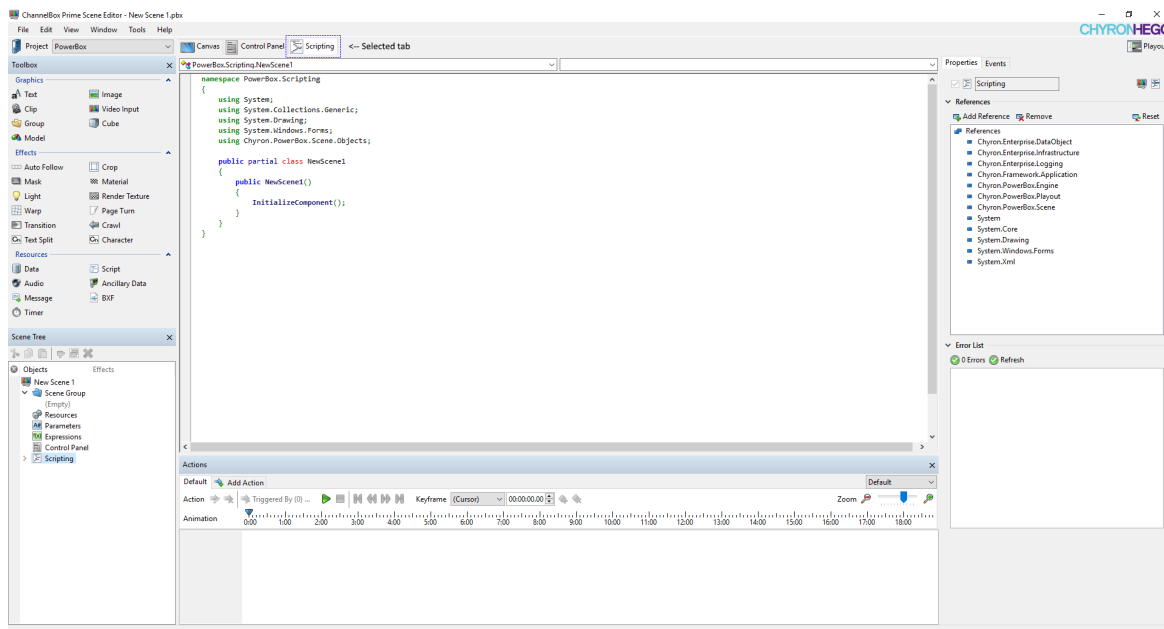 ChannelBox Prime Scene Editor - New Scene 1.pbx
File Edit View Window Tools Help
CHYRONHEGO
Project PowerBox
Canvas Control Panel Scripting <-- Selected tab
Playou
Toolbox
Graphics
Text Image
Clip Video Input
Group Cube
Model
Effects
Auto Follow Crop
Mask Material
Light Render Texture
Warp Page Turn
Transition Crawl
Text Split Character
Resources
Data Script
Audio Ancillary Data
Message BXF
Timer
Scene Tree
Objects Effects
New Scene 1
Scene Group
(Empty)
Resources
Parameters
Expressions
Control Panel
Scripting
PowerBox.Scripting.NewScene1
namespace PowerBox.Scripting
{
using System;
using System.Collections.Generic;
using System.Drawing;
using System.Windows.Forms;
using Chyron.PowerBox.Scene.Objects;
public partial class NewScene1
{
public NewScene1()
{
InitializeComponent();
}
}
}
Actions
Default Add Action
Default
Action Triggered By (0) ... Keyframe (Cursor) 00:00:00.00 Zoom
Animation 0:00 1:00 2:00 3:00 4:00 5:00 6:00 7:00 8:00 9:00 10:00 11:00 12:00 13:00 14:00 15:00 16:00 17:00 18:00
Properties Events
Scripting
References
Add Reference Remove Reset
References
Chyron.Enterprise.DataObject
Chyron.Enterprise.Infrastructure
Chyron.Enterprise.Logging
Chyron.Framework.Application
Chyron.PowerBox.Engine
Chyron.PowerBox.Playout
Chyron.PowerBox.Scene
System
System.Core
System.Drawing
System.Windows.Forms
System.Xml
Error List
0 Errors Refresh